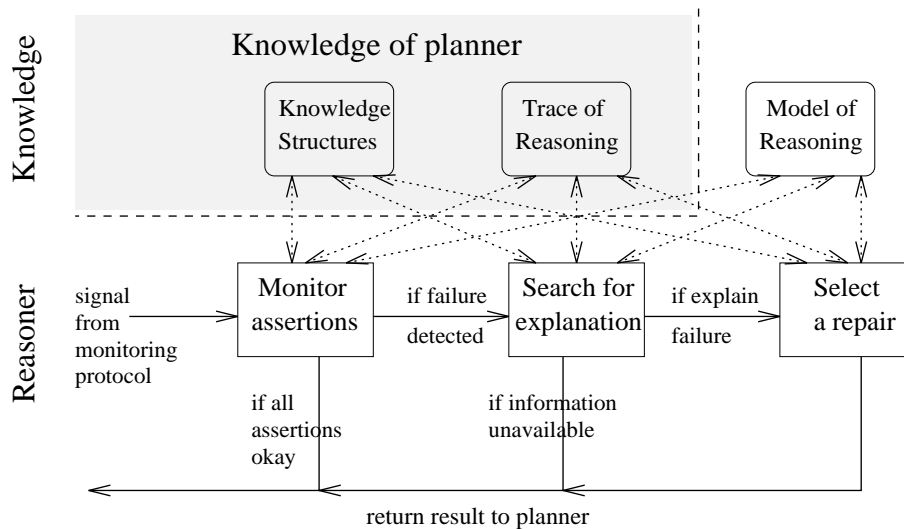 Knowledge
Knowledge of planner
Knowledge
Structures
Trace of
Reasoning
Model of
Reasoning
Reasoner
signal
from
monitoring
protocol
Monitor
assertions
if failure
detected
Search for
explanation
if explain
failure
Select
a repair
if all
assertions
okay
if information
unavailable
return result to planner